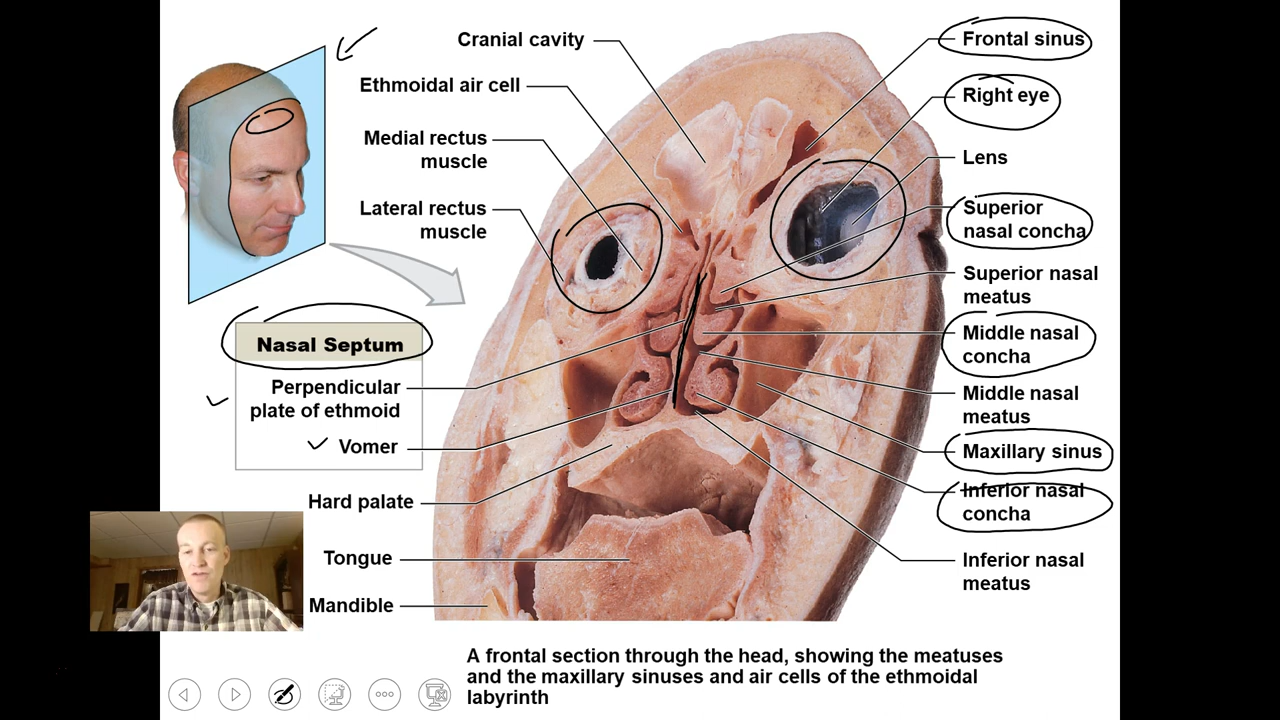 Cranial cavity
Ethmoidal air cell
Medial rectus
muscle
Lateral rectus
muscle
Nasal Septum
Perpendicular
plate of ethmoid
Vomer
Hard palate
Tongue
Mandible
Frontal sinus
Right eye
Lens
Superior
nasal concha
Superior nasal
meatus
Middle nasal
concha
Middle nasal
meatus
Maxillary sinus
Inferior nasal
concha
Inferior nasal
meatus
A frontal section through the head, showing the meatuses
and the maxillary sinuses and air cells of the ethmoidal
labyrinth